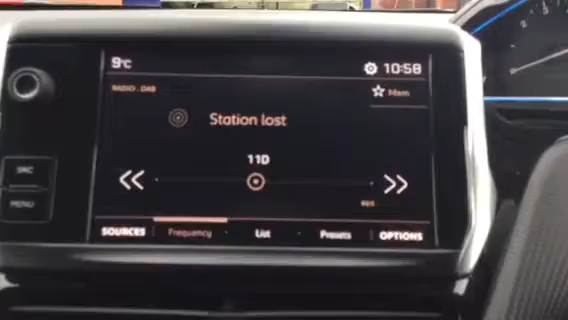 9°C
10:58
RADIO . DAB
Mem
Station lost
11D
SRC
MENU
SOURCES Frequency List Presets OPTIONS